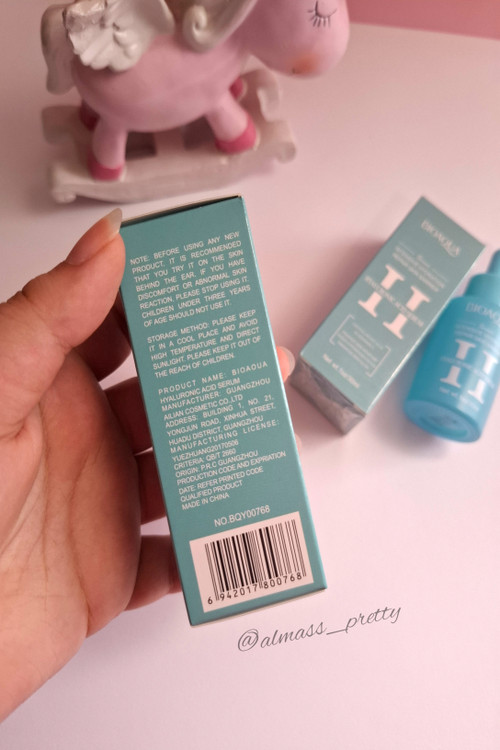 NOTE: BEFORE USING ANY NEW
PRODUCT, IT IS RECOMMENDED
THAT YOU TRY IT ON THE SKIN
BEHIND THE EAR. IF YOU HAVE
DISCOMFORT OR ABNORMAL SKIN
REACTION, PLEASE STOP USING IT.
CHILDREN UNDER THREE YEARS
OF AGE SHOULD NOT USE IT.
STORAGE METHOD: PLEASE KEEP
IT IN A COOL PLACE AND AVOID
HIGH TEMPERATURE AND DIRECT
SUNLIGHT. PLEASE KEEP IT OUT OF
THE REACH OF CHILDREN.
PRODUCT NAME: BIOAOUA
HYALURONIC ACID SERUM
MANUFACTURER: GUANGZHOU
AILIAN COSMETIC CO.,LTD
ADDRESS: BUILDING 1, NO. 21,
YONGJUN ROAD, XINHUA STREET,
HUADU DISTRICT, GUANGZHOU
MANUFACTURING LICENSE:
YUEZHUANG20170506
CRITERIA: QB/T 2660
ORIGIN: P.R.C GUANGZHOU
PRODUCTION CODE AND EXPRIATION
DATE: REFER PRINTED CODE
QUALIFIED PRODUCT
MADE IN CHINA
NO.BQY00768
6 942017 800768
BIOAQUA
BIOAQUA
@almass_pretty